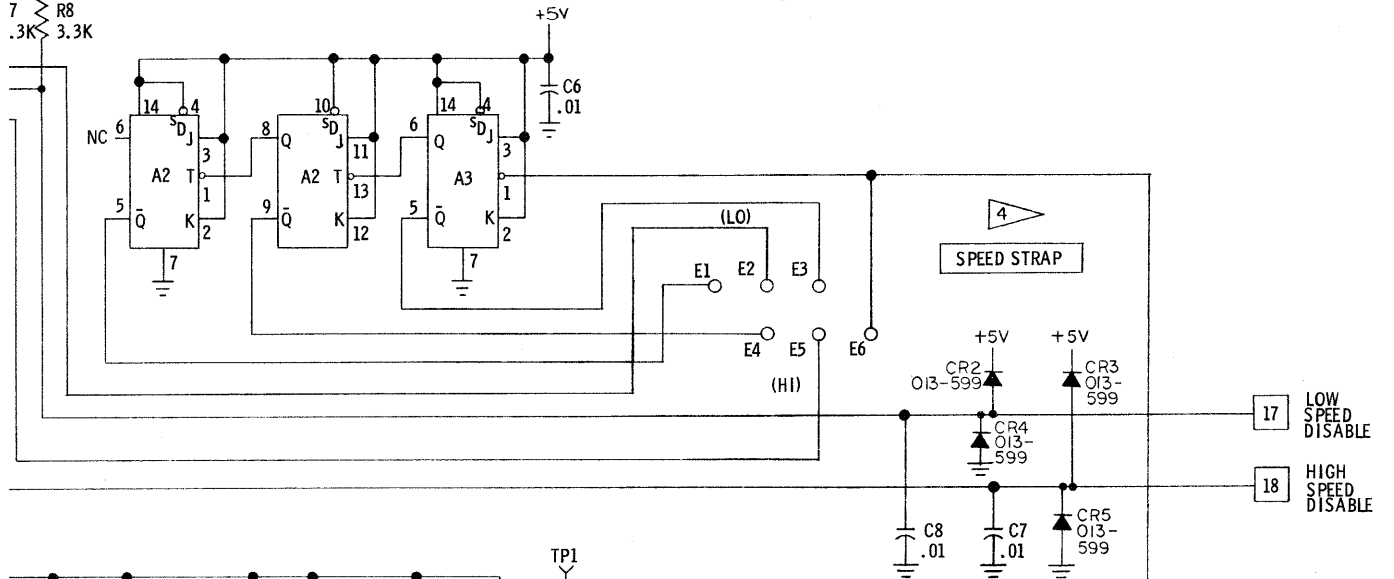 7 R8
.3K 3.3K
+5V
C6
.01
14 4
10
14 4
6
NC
SD J
3
A2 T
1
5 Q̅
K
2
7
8 Q
SD J
11
A2 T
13
9 Q̅
K
12
6 Q
SD J
3
A3
1
5 Q̅
K
2
7
(LO)
4
SPEED STRAP
E1 E2 E3
E4 E5 E6
(HI)
+5V +5V
CR2
013-599
CR3
013-
599
CR4
013-
599
17 LOW
SPEED
DISABLE
18 HIGH
SPEED
DISABLE
C8
.01
C7
.01
CR5
013-
599
TP1